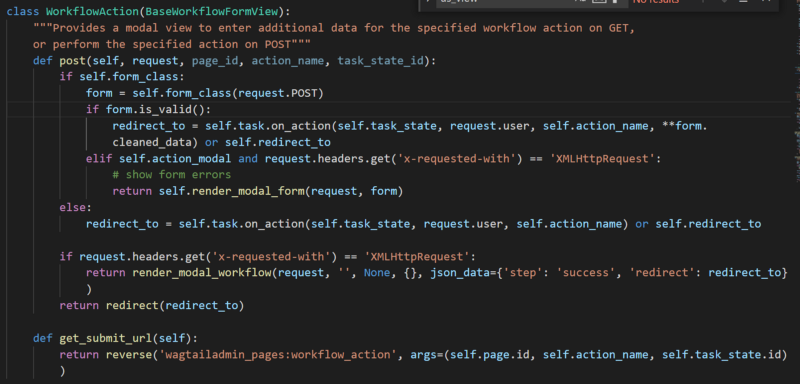 No results
class WorkflowAction(BaseWorkflowFormView):
    """Provides a modal view to enter additional data for the specified workflow action on GET,
    or perform the specified action on POST"""
    def post(self, request, page_id, action_name, task_state_id):
        if self.form_class:
            form = self.form_class(request.POST)
            if form.is_valid():
                redirect_to = self.task.on_action(self.task_state, request.user, self.action_name, **form.
                cleaned_data) or self.redirect_to
            elif self.action_modal and request.headers.get('x-requested-with') == 'XMLHttpRequest':
                # show form errors
                return self.render_modal_form(request, form)
        else:
            redirect_to = self.task.on_action(self.task_state, request.user, self.action_name) or self.redirect_to

        if request.headers.get('x-requested-with') == 'XMLHttpRequest':
            return render_modal_workflow(request, '', None, {}, json_data={'step': 'success', 'redirect': redirect_to}
            )
        return redirect(redirect_to)

    def get_submit_url(self):
        return reverse('wagtailadmin_pages:workflow_action', args=(self.page.id, self.action_name, self.task_state.id)
        )